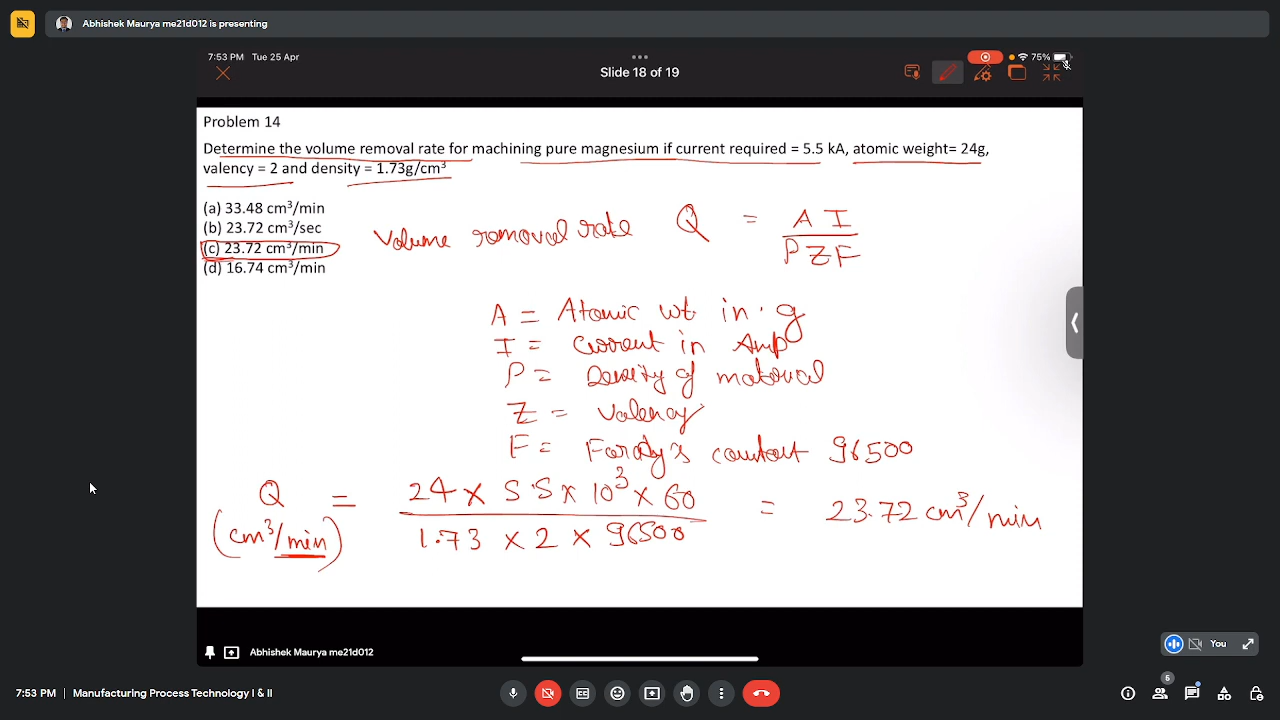 Abhishek Maurya me21d012 is presenting
7:53 PM Tue 25 Apr
75%
Slide 18 of 19
Problem 14
Determine the volume removal rate for machining pure magnesium if current required = 5.5 kA, atomic weight= 24g,
valency = 2 and density = 1.73g/cm³
(a) 33.48 cm³/min
(b) 23.72 cm³/sec
(c) 23.72 cm³/min
(d) 16.74 cm³/min
Volume removal rate Q = A I / ρ Z F
A = Atomic wt. in g
I = Current in Amp
ρ = Density of material
Z = Valency
F = Farady's constant 96500
Q (cm³/min) = 24 × 5.5 × 10³ × 60 / 1.73 × 2 × 96500 = 23.72 cm³/min
Abhishek Maurya me21d012
You
7:53 PM | Manufacturing Process Technology I & II
6